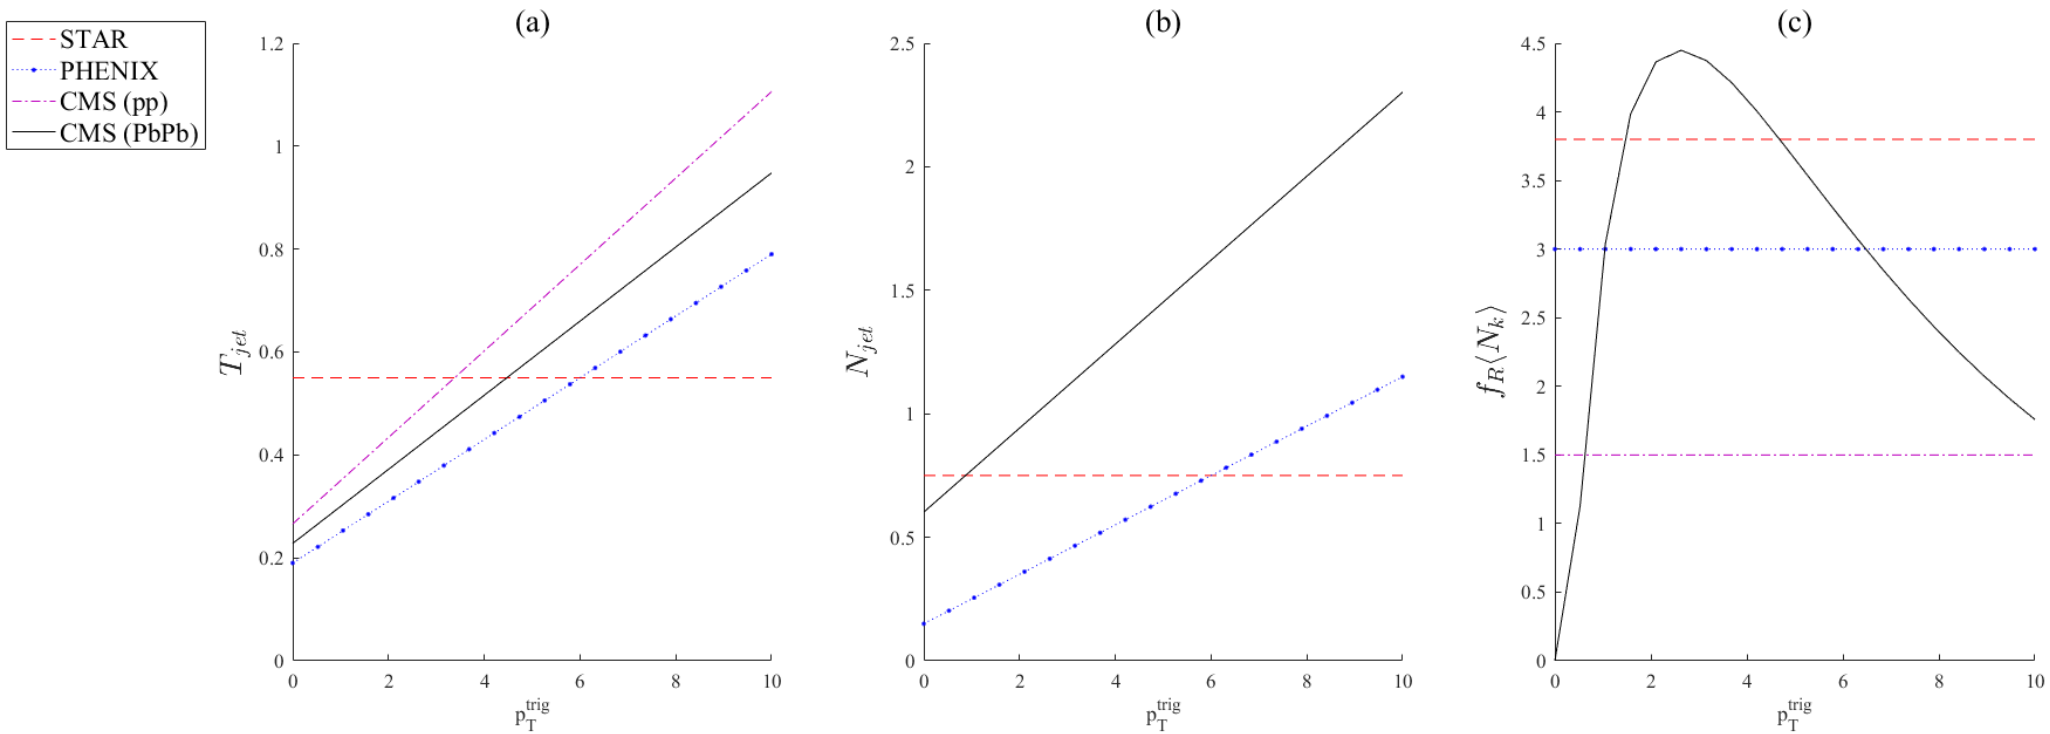 STAR
PHENIX
CMS (pp)
CMS (PbPb)
(a)
1.2
1
0.8
0.6
0.4
0.2
0
T_jet
0 2 4 6 8 10
p_T^trig
(b)
2.5
2
1.5
1
0.5
0
N_jet
0 2 4 6 8 10
p_T^trig
(c)
4.5
4
3.5
3
2.5
2
1.5
1
0.5
0
f_R⟨N_k⟩
0 2 4 6 8 10
p_T^trig